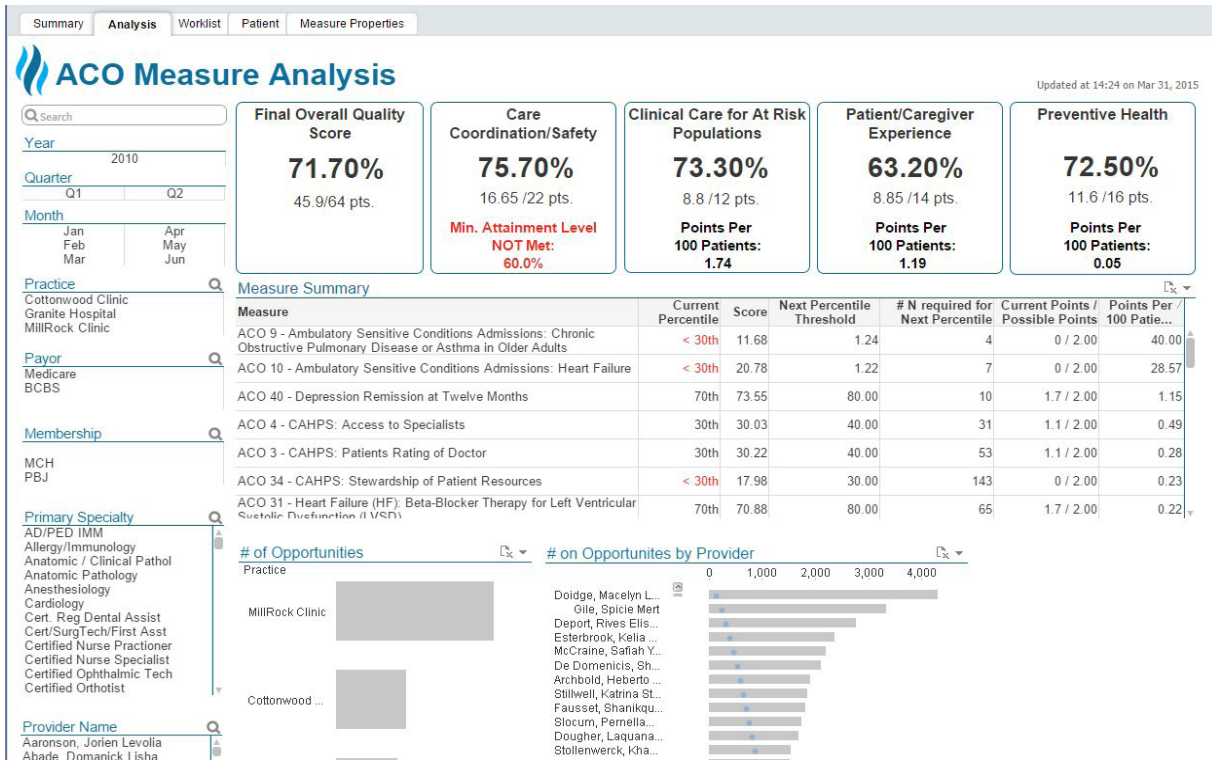 Summary Analysis Worklist Patient Measure Properties
ACO Measure Analysis
Updated at 14:24 on Mar 31, 2015
Search
Year
2010
Quarter
Q1 Q2
Month
Jan Apr
Feb May
Mar Jun
Practice
Cottonwood Clinic
Granite Hospital
MillRock Clinic
Payor
Medicare
BCBS
Membership
MCH
PBJ
Primary Specialty
AD/PED IMM
Allergy/Immunology
Anatomic / Clinical Pathol
Anatomic Pathology
Anesthesiology
Cardiology
Cert. Reg Dental Assist
Cert/SurgTech/First Asst
Certified Nurse Practioner
Certified Nurse Specialist
Certified Ophthalmic Tech
Certified Orthotist
Provider Name
Aaronson, Jorien Levolia
Abade, Domanick Lisha
Final Overall Quality
Score
71.70%
45.9/64 pts.
Care
Coordination/Safety
75.70%
16.65 /22 pts.
Min. Attainment Level
NOT Met:
60.0%
Clinical Care for At Risk
Populations
73.30%
8.8 /12 pts.
Points Per
100 Patients:
1.74
Patient/Caregiver
Experience
63.20%
8.85 /14 pts.
Points Per
100 Patients:
1.19
Preventive Health
72.50%
11.6 /16 pts.
Points Per
100 Patients:
0.05
Measure Summary
Measure Current Percentile Score Next Percentile Threshold # N required for Next Percentile Current Points / Possible Points Points Per / 100 Patie...
ACO 9 - Ambulatory Sensitive Conditions Admissions: Chronic
Obstructive Pulmonary Disease or Asthma in Older Adults < 30th 11.68 1.24 4 0 / 2.00 40.00
ACO 10 - Ambulatory Sensitive Conditions Admissions: Heart Failure < 30th 20.78 1.22 7 0 / 2.00 28.57
ACO 40 - Depression Remission at Twelve Months 70th 73.55 80.00 10 1.7 / 2.00 1.15
ACO 4 - CAHPS: Access to Specialists 30th 30.03 40.00 31 1.1 / 2.00 0.49
ACO 3 - CAHPS: Patients Rating of Doctor 30th 30.22 40.00 53 1.1 / 2.00 0.28
ACO 34 - CAHPS: Stewardship of Patient Resources < 30th 17.98 30.00 143 0 / 2.00 0.23
ACO 31 - Heart Failure (HF): Beta-Blocker Therapy for Left Ventricular
Systolic Dysfunction (LVSD) 70th 70.88 80.00 65 1.7 / 2.00 0.22
# of Opportunities
Practice
MillRock Clinic
Cottonwood ...
# on Opportunites by Provider
0 1,000 2,000 3,000 4,000
Doidge, Macelyn L...
Gile, Spicie Mert
Deport, Rives Elis...
Esterbrook, Kelia ...
McCraine, Safiah Y...
De Domenicis, Sh...
Archbold, Heberto ...
Stillwell, Katrina St...
Fausset, Shanikqu...
Slocum, Pernella...
Dougher, Laquana...
Stollenwerck, Kha...